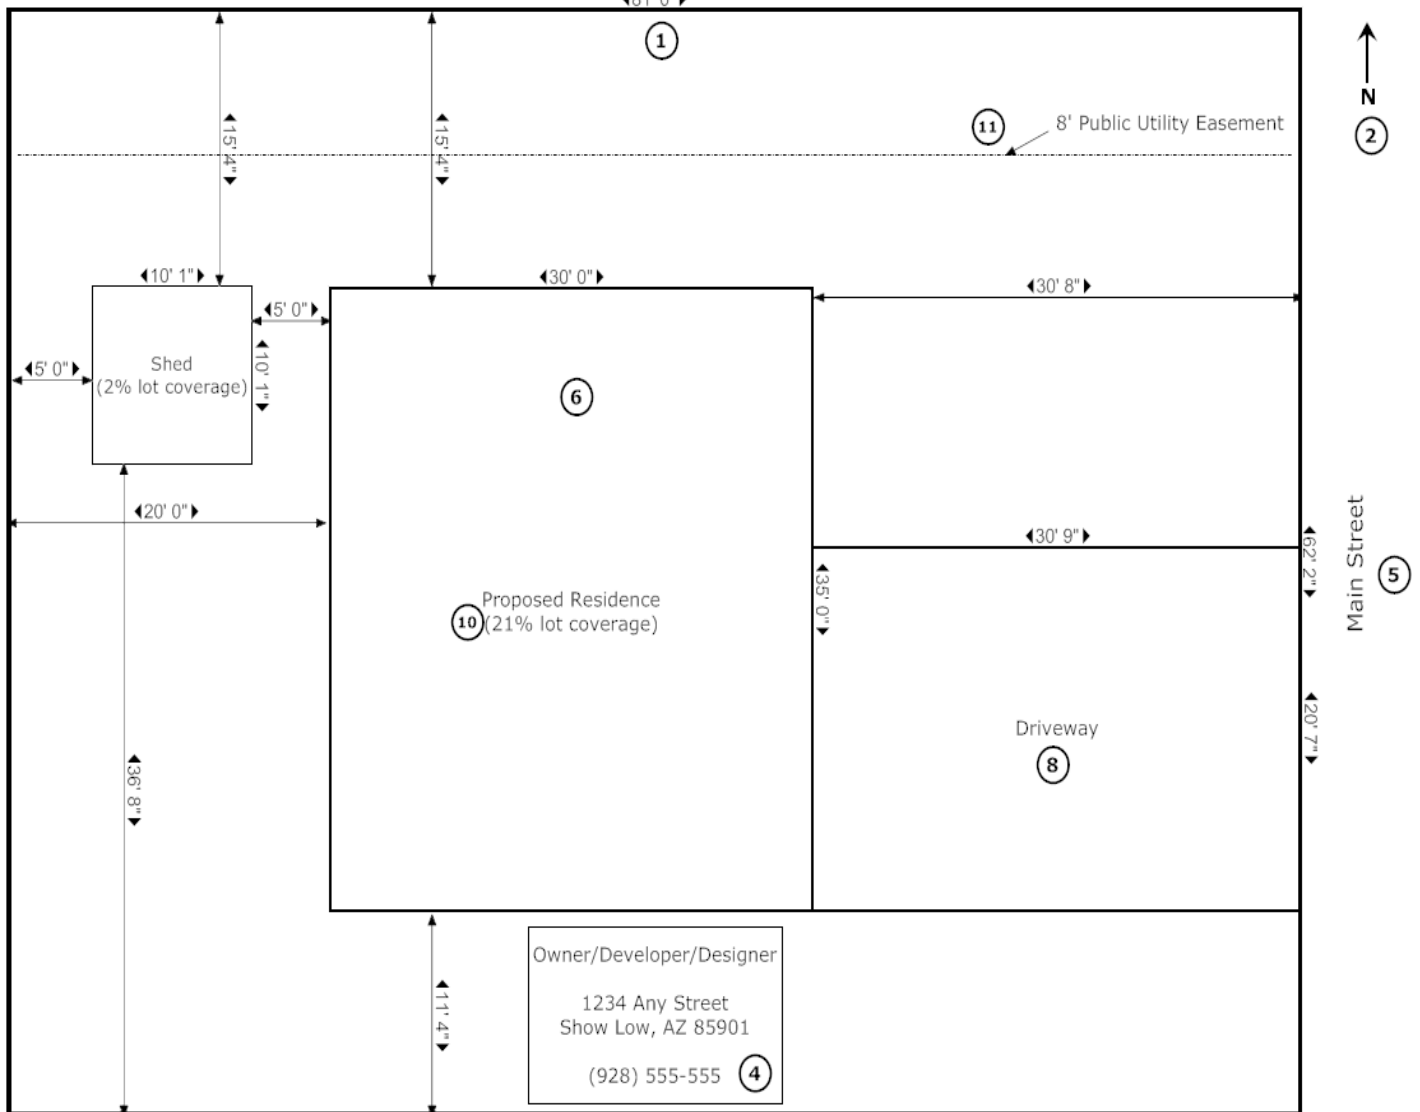 81' 0"
1
N
2
11
8' Public Utility Easement
15' 4"
15' 4"
10' 1"
30' 0"
30' 8"
5' 0"
5' 0"
Shed
(2% lot coverage)
10' 1"
6
20' 0"
30' 9"
62' 2"
Main Street
5
35' 0"
Proposed Residence
10
(21% lot coverage)
20' 7"
Driveway
8
36' 8"
11' 4"
Owner/Developer/Designer
1234 Any Street
Show Low, AZ 85901
(928) 555-555
4